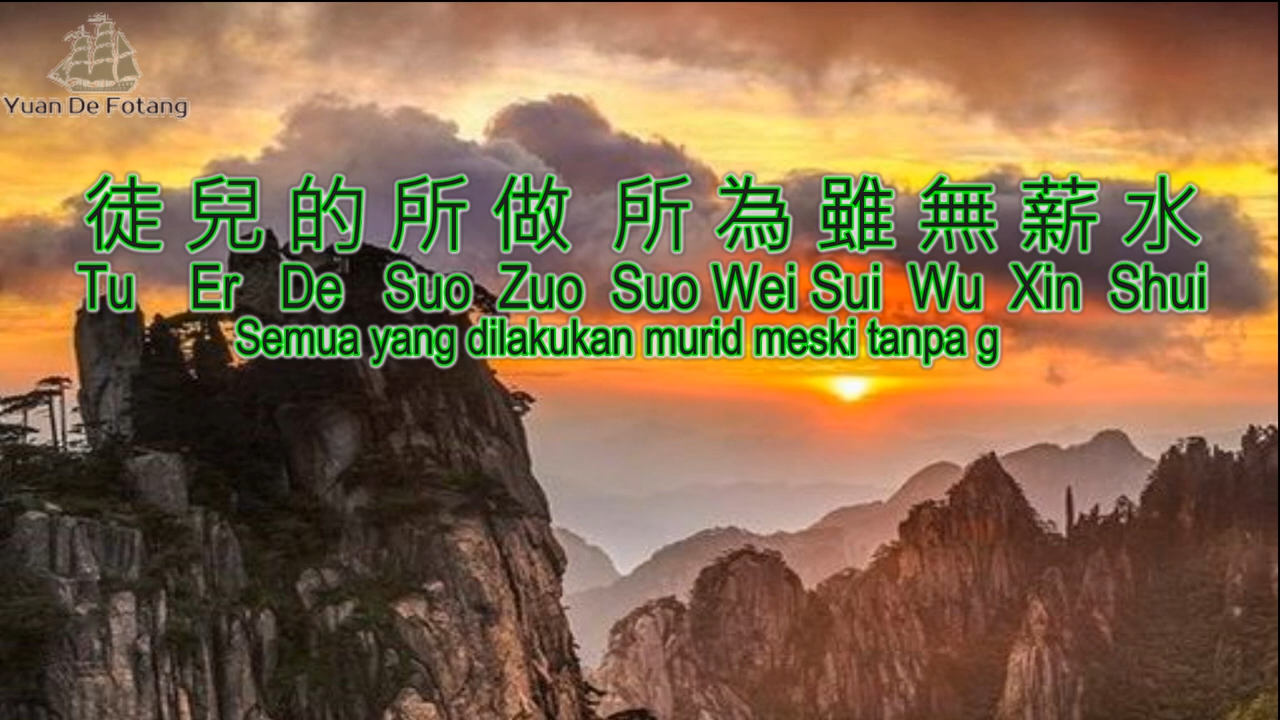 Yuan De Fotang
徒兒的所做 所為雖無薪水
Tu Er De Suo Zuo Suo Wei Sui Wu Xin Shui
Semua yang dilakukan murid meski tanpa g